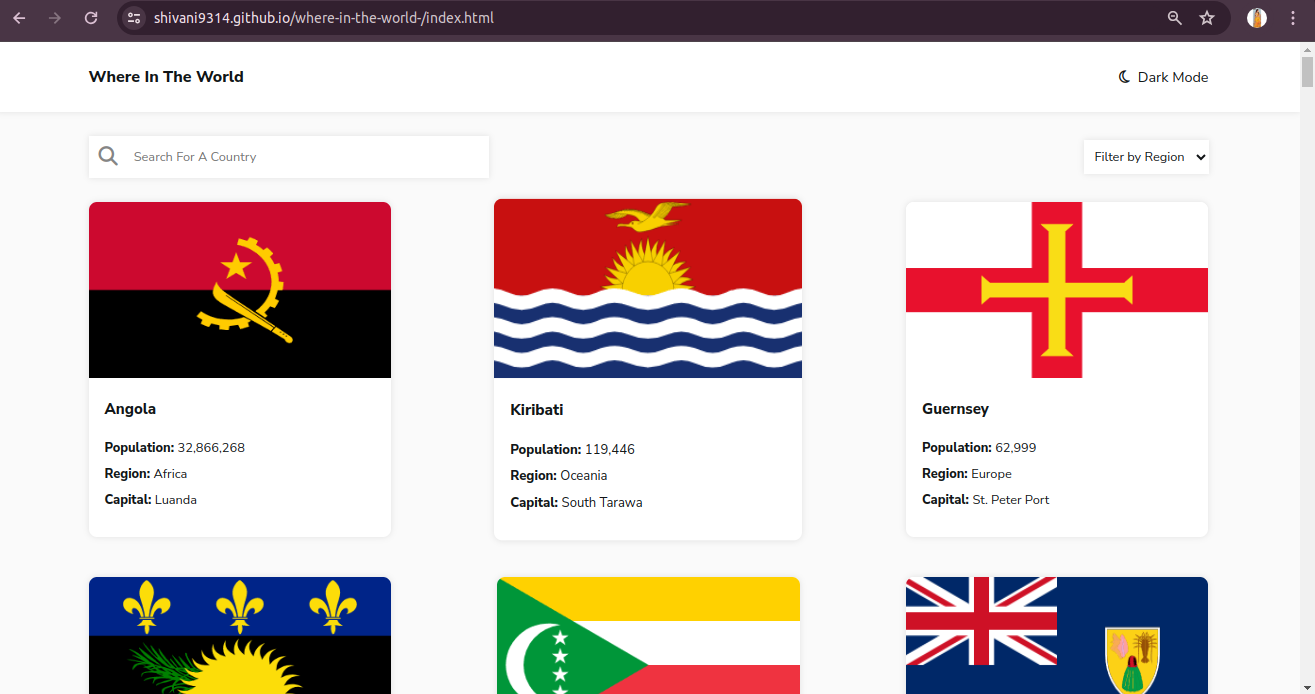 shivani9314.github.io/where-in-the-world-/index.html
Where In The World
Dark Mode
Search For A Country
Filter by Region
Angola
Population: 32,866,268
Region: Africa
Capital: Luanda
Kiribati
Population: 119,446
Region: Oceania
Capital: South Tarawa
Guernsey
Population: 62,999
Region: Europe
Capital: St. Peter Port